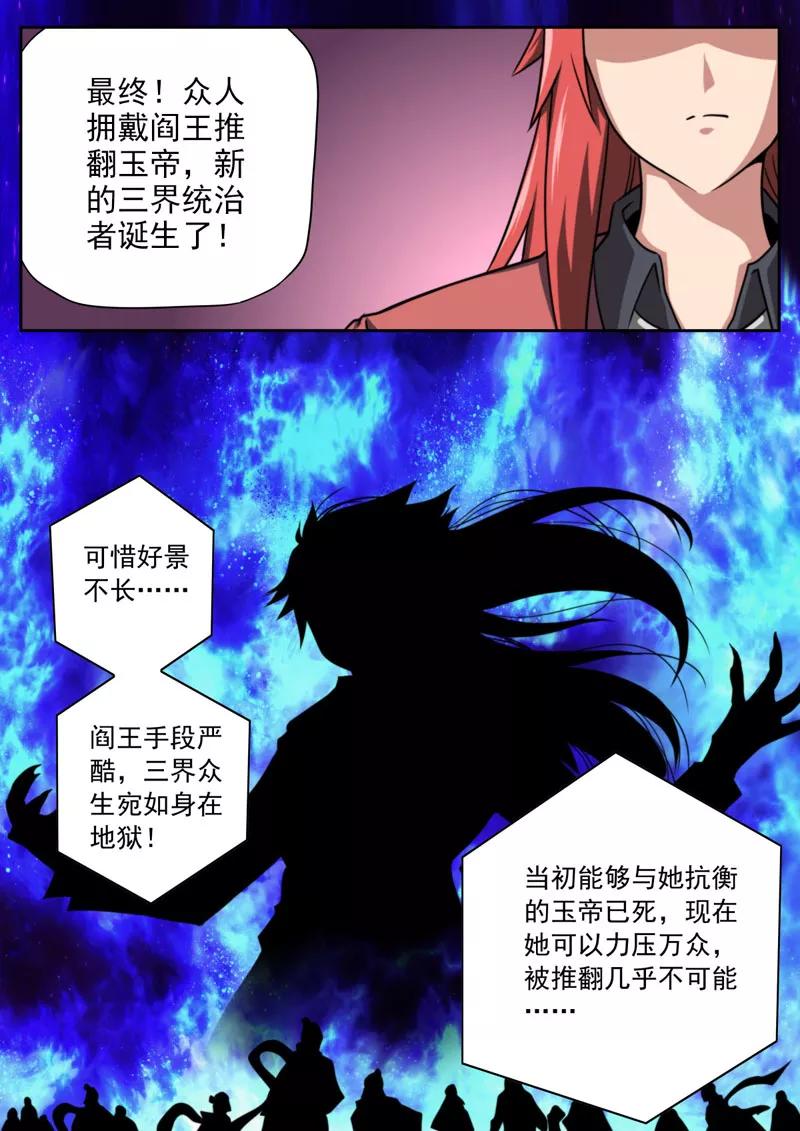 最终！众人
拥戴阎王推
翻玉帝，新
的三界统治
者诞生了！
可惜好景
不长……
阎王手段严
酷，三界众
生宛如身在
地狱！
当初能够与她抗衡
的玉帝已死，现在
她可以力压万众，
被推翻几乎不可能
……